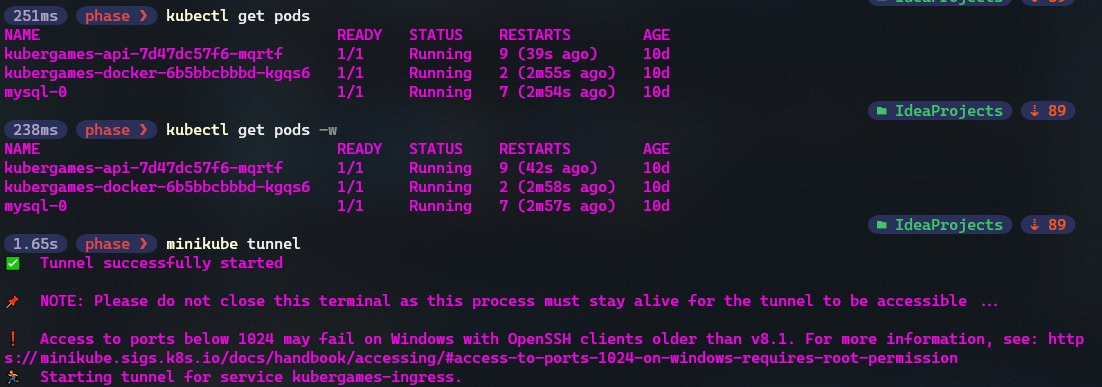 IdeaProjects ⇣ 89
251ms phase ❯ kubectl get pods
NAME READY STATUS RESTARTS AGE
kubergames-api-7d47dc57f6-mqrtf 1/1 Running 9 (39s ago) 10d
kubergames-docker-6b5bbcbbbd-kgqs6 1/1 Running 2 (2m55s ago) 10d
mysql-0 1/1 Running 7 (2m54s ago) 10d
IdeaProjects ⇣ 89
238ms phase ❯ kubectl get pods -w
NAME READY STATUS RESTARTS AGE
kubergames-api-7d47dc57f6-mqrtf 1/1 Running 9 (42s ago) 10d
kubergames-docker-6b5bbcbbbd-kgqs6 1/1 Running 2 (2m58s ago) 10d
mysql-0 1/1 Running 7 (2m57s ago) 10d
IdeaProjects ⇣ 89
1.65s phase ❯ minikube tunnel
✅ Tunnel successfully started
📌 NOTE: Please do not close this terminal as this process must stay alive for the tunnel to be accessible ...
❗ Access to ports below 1024 may fail on Windows with OpenSSH clients older than v8.1. For more information, see: http
s://minikube.sigs.k8s.io/docs/handbook/accessing/#access-to-ports-1024-on-windows-requires-root-permission
🏃 Starting tunnel for service kubergames-ingress.